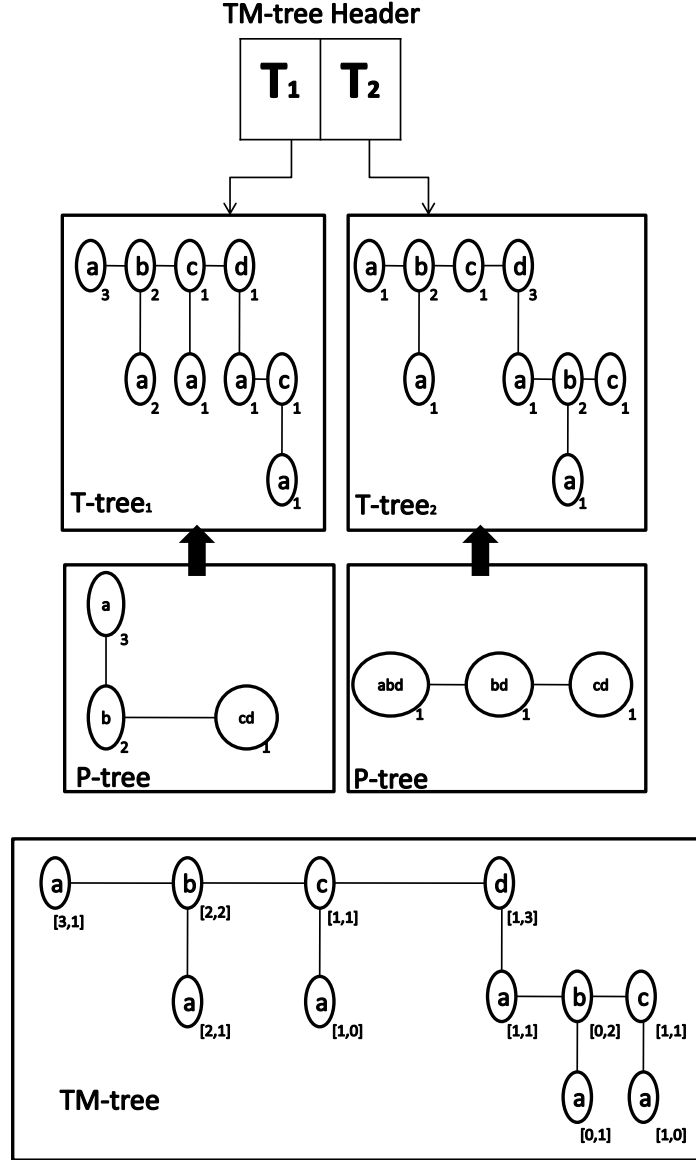 TM-tree Header
T₁ T₂
a b c d
3 2 1 1
a a a c
2 1 1 1
a
1
T-tree₁
a b c d
1 2 1 3
a a b c
1 1 2 1
a
1
T-tree₂
a
3
b cd
2 1
P-tree
abd bd cd
1 1 1
P-tree
a b c d
[3,1] [2,2] [1,1] [1,3]
a a a b c
[2,1] [1,0] [1,1] [0,2] [1,1]
a a
[0,1] [1,0]
TM-tree